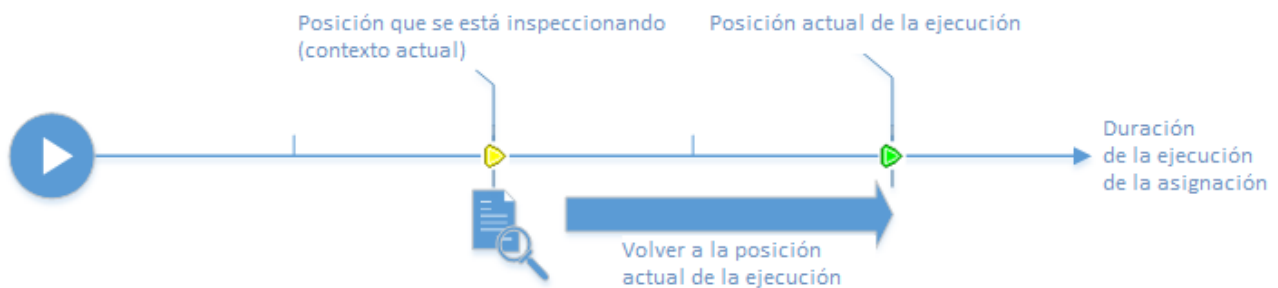 Posición que se está inspeccionando
(contexto actual)
Posición actual de la ejecución
Duración
de la ejecución
de la asignación
Volver a la posición
actual de la ejecución